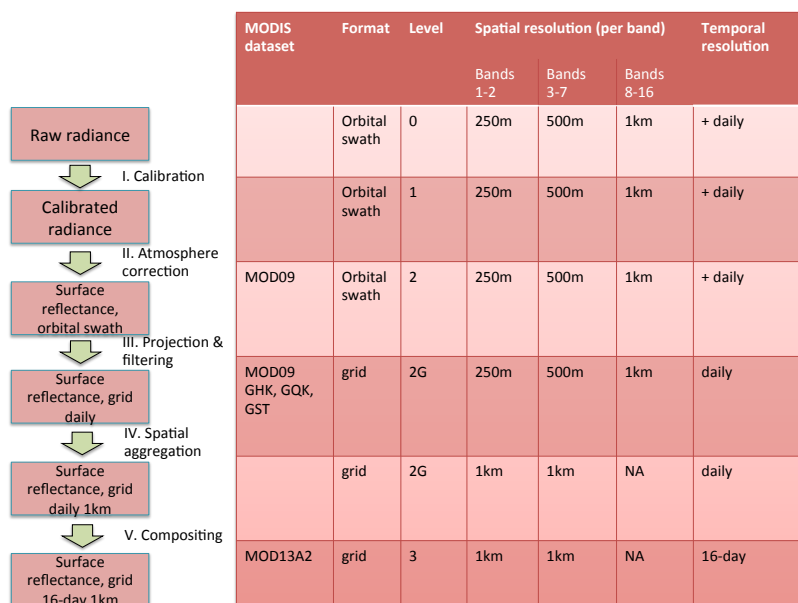 Raw radiance
I. Calibration
Calibrated
radiance
II. Atmosphere
correction
Surface
reflectance,
orbital swath
III. Projection &
filtering
Surface
reflectance, grid
daily
IV. Spatial
aggregation
Surface
reflectance, grid
daily 1km
V. Compositing
Surface
reflectance, grid
16-day 1km
MODIS
dataset
Format
Level
Spatial resolution (per band)
Temporal
resolution
Bands
1-2
Bands
3-7
Bands
8-16
Orbital
swath
0
250m
500m
1km
+ daily
Orbital
swath
1
250m
500m
1km
+ daily
MOD09
Orbital
swath
2
250m
500m
1km
+ daily
MOD09
GHK, GQK,
GST
grid
2G
250m
500m
1km
daily
grid
2G
1km
1km
NA
daily
MOD13A2
grid
3
1km
1km
NA
16-day